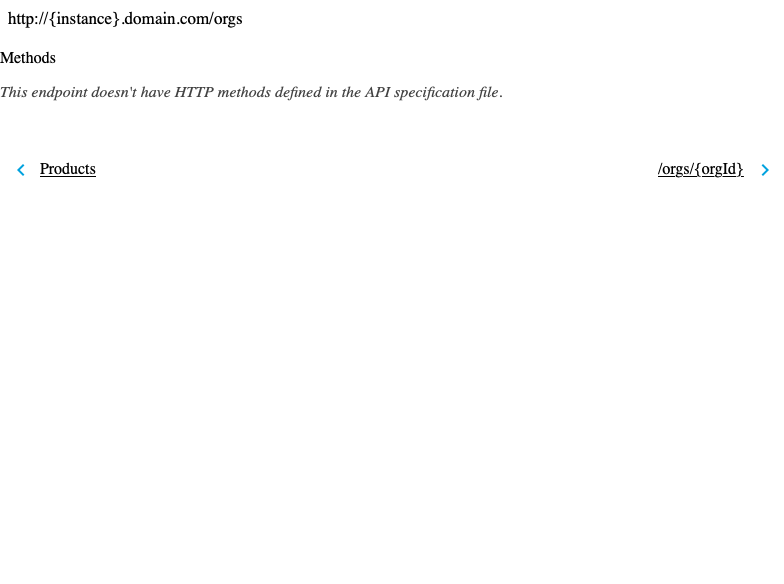 http://{instance}.domain.com/orgs
Methods
This endpoint doesn't have HTTP methods defined in the API specification file.
Products
/orgs/{orgId}